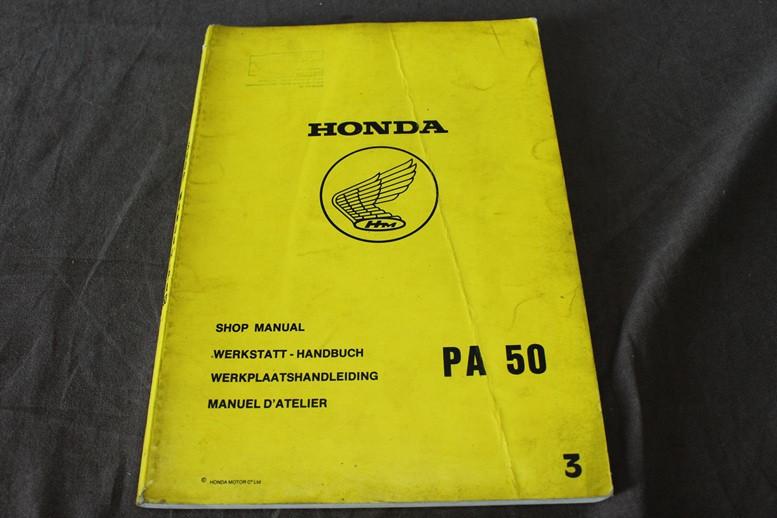 HONDA
HM
SHOP MANUAL
WERKSTATT - HANDBUCH
WERKPLAATSHANDLEIDING
PA 50
MANUEL D'ATELIER
3
© HONDA MOTOR Cº Ltd